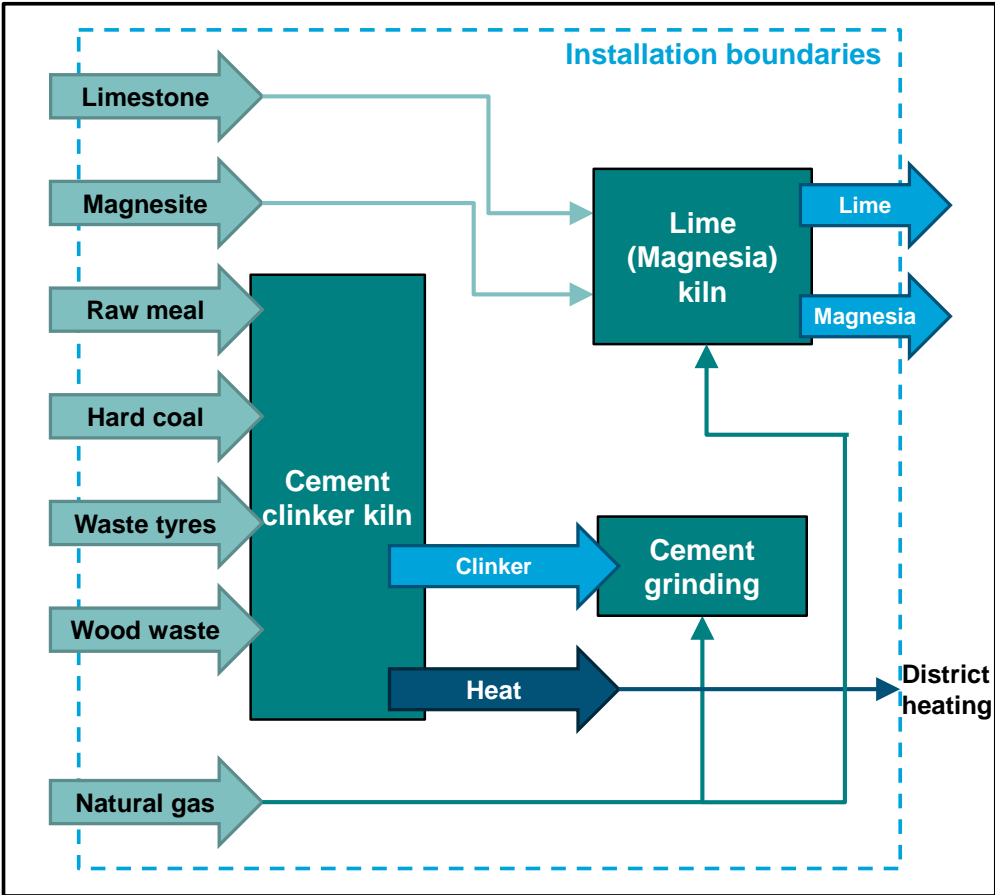 Installation boundaries
Limestone
Magnesite
Lime
(Magnesia)
kiln
Lime
Magnesia
Raw meal
Hard coal
Waste tyres
Wood waste
Cement
clinker kiln
Clinker
Cement
grinding
Heat
District
heating
Natural gas